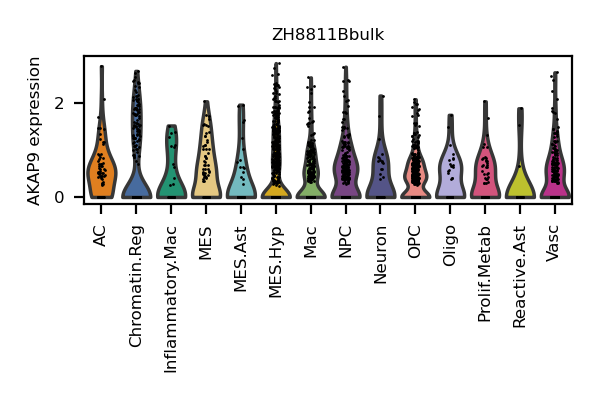 ZH8811Bbulk
AKAP9 expression
2
0
AC
Chromatin.Reg
Inflammatory.Mac
MES
MES.Ast
MES.Hyp
Mac
NPC
Neuron
OPC
Oligo
Prolif.Metab
Reactive.Ast
Vasc